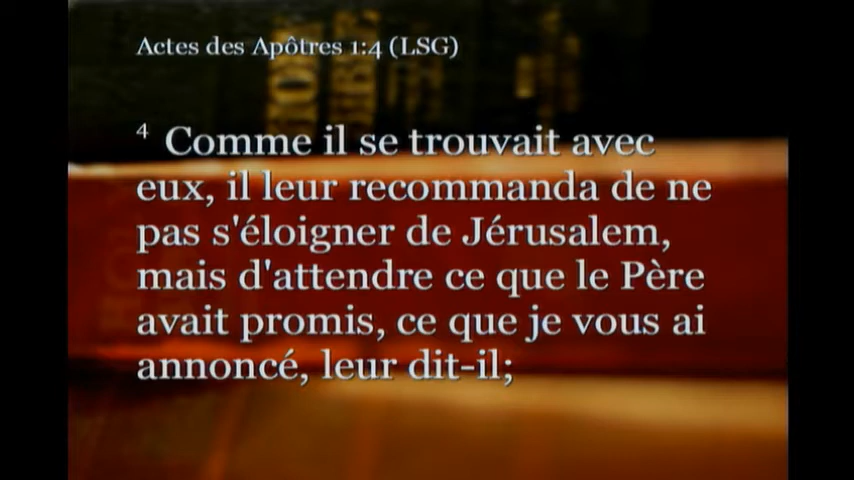 Actes des Apôtres 1:4 (LSG)
4 Comme il se trouvait avec
eux, il leur recommanda de ne
pas s'éloigner de Jérusalem,
mais d'attendre ce que le Père
avait promis, ce que je vous ai
annoncé, leur dit-il;